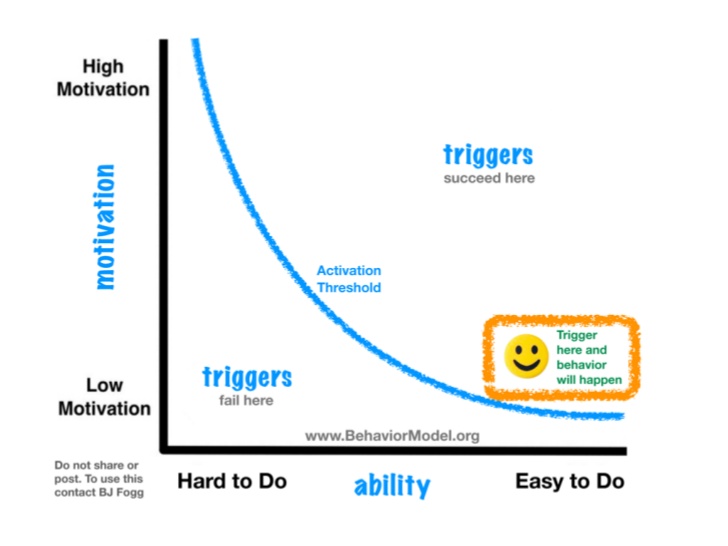 High
Motivation
motivation
triggers
succeed here
Activation
Threshold
Trigger
here and
behavior
will happen
triggers
fail here
Low
Motivation
www.BehaviorModel.org
Do not share or
post. To use this
contact BJ Fogg
Hard to Do
ability
Easy to Do